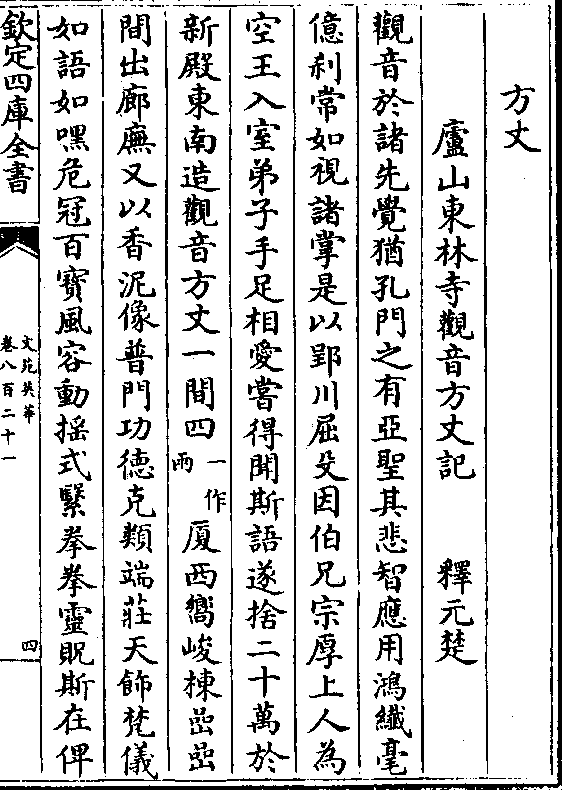 方丈
廬山東林寺觀音方丈記 釋元楚
觀音於諸先覺猶孔門之有亞聖其悲智應用鴻纎毫
億刹常如視諸掌是以郢川屈殳因伯兄宗厚上人為
空王入室弟子手足相愛嘗得聞斯語遂捨二十萬於
新殿東南造觀音方丈一間四一作兩厦西嚮峻棟嵒嵒
間出廊廡又以香泥像普門功德克類端莊天飾梵儀
如語如嘿危冠百寶風容動揺式繄拳拳靈貺斯在俾
欽定四庫全書
文苑英華
卷八百二十一
四